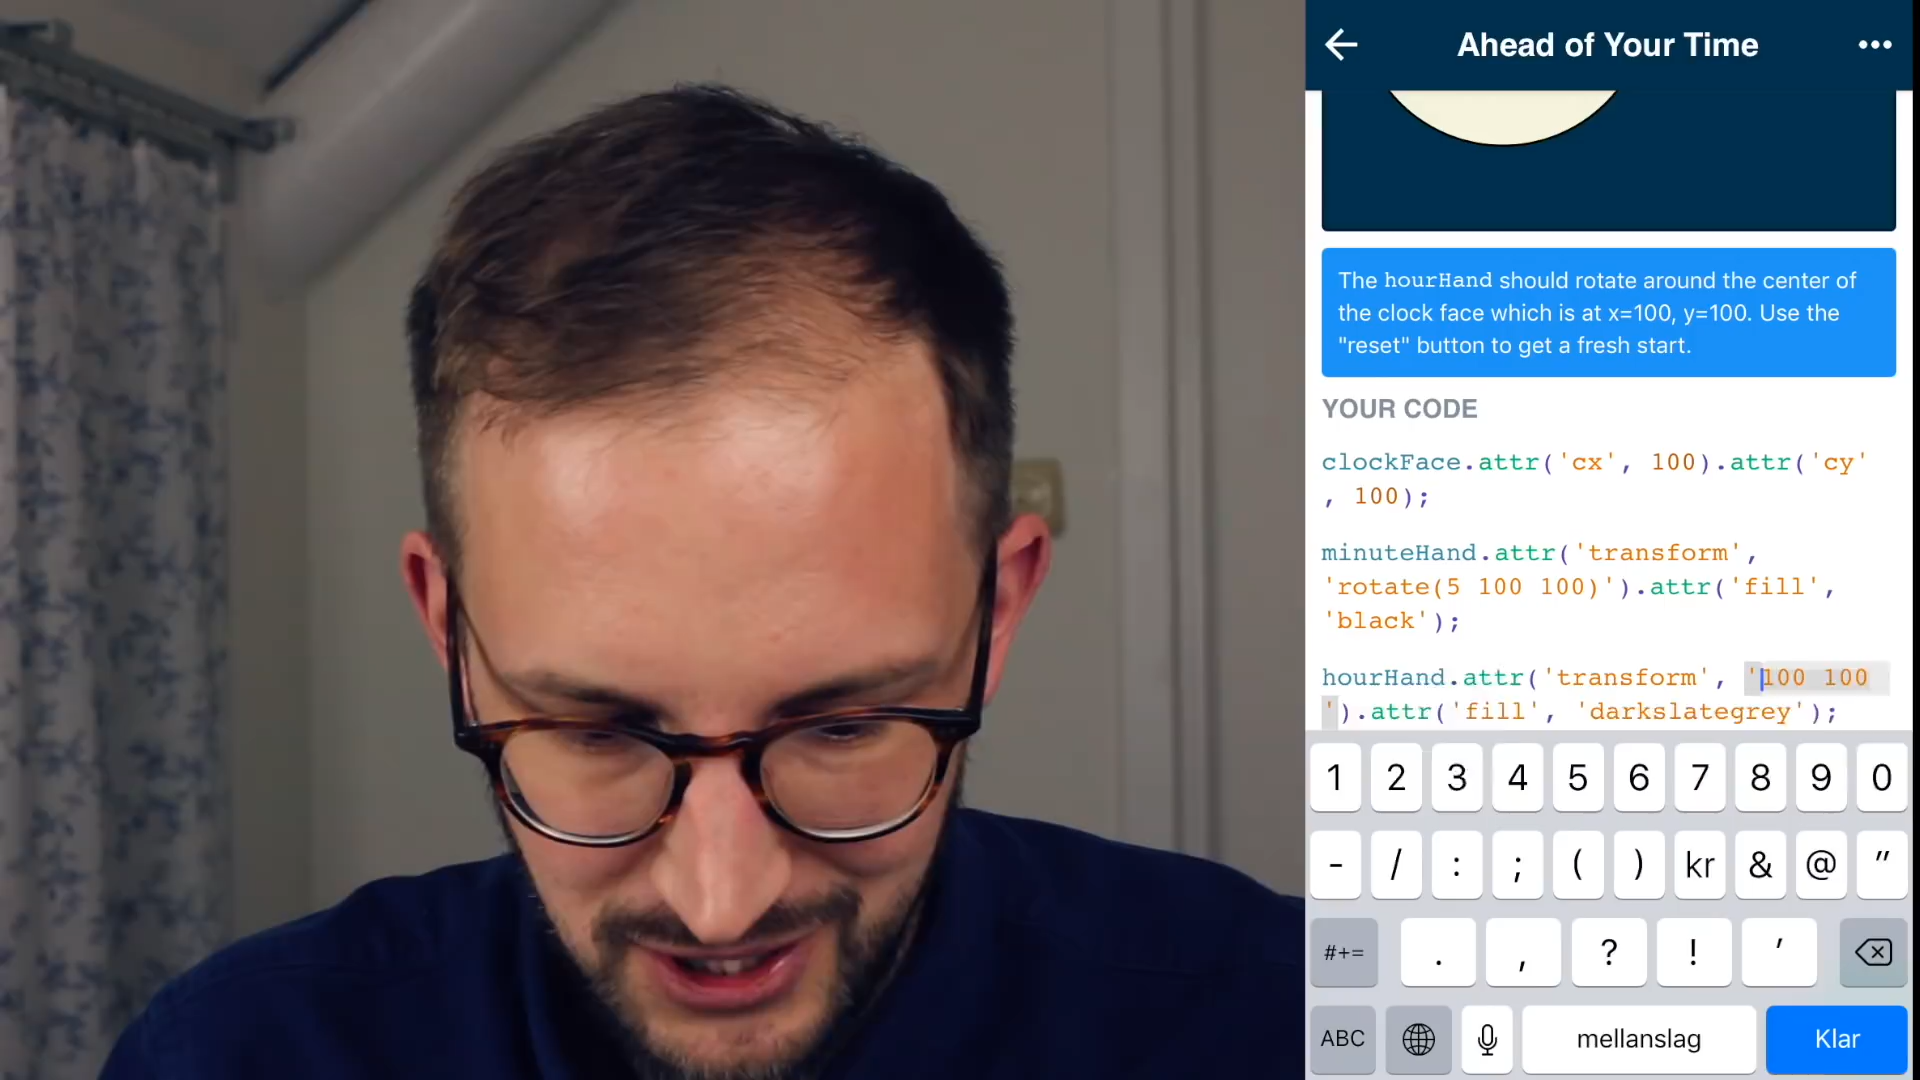 Ahead of Your Time
The hourHand should rotate around the center of
the clock face which is at x=100, y=100. Use the
"reset" button to get a fresh start.
YOUR CODE
clockFace.attr('cx', 100).attr('cy'
, 100);
minuteHand.attr('transform',
'rotate(5 100 100)').attr('fill',
'black');
hourHand.attr('transform', '100 100
').attr('fill', 'darkslategrey');
1 2 3 4 5 6 7 8 9 0
- / : ; ( ) kr & @ "
#+= . , ? ! '
ABC mellanslag Klar